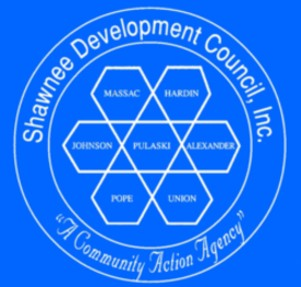 Shawnee Development Council, Inc.
MASSAC HARDIN
JOHNSON PULASKI ALEXANDER
POPE UNION
"A Community Action Agency"